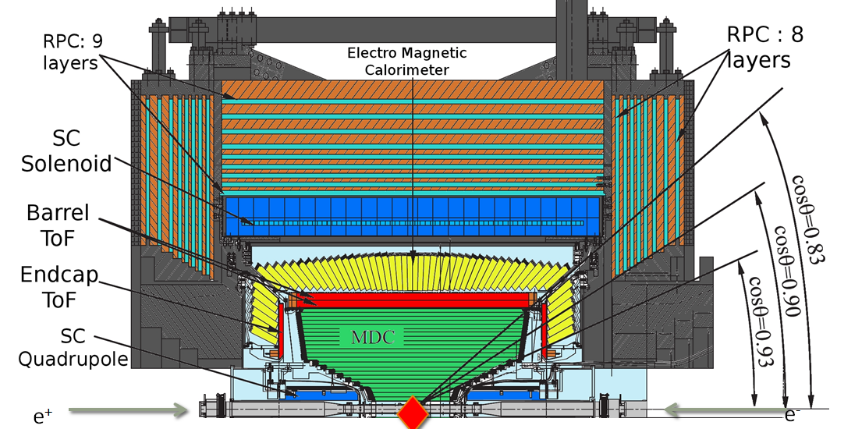 RPC: 9
layers
Electro Magnetic
Calorimeter
RPC : 8
layers
SC
Solenoid
Barrel
ToF
Endcap
ToF
SC
Quadrupole
MDC
cosθ=0.83
cosθ=0.90
cosθ=0.93
e⁺
e⁻